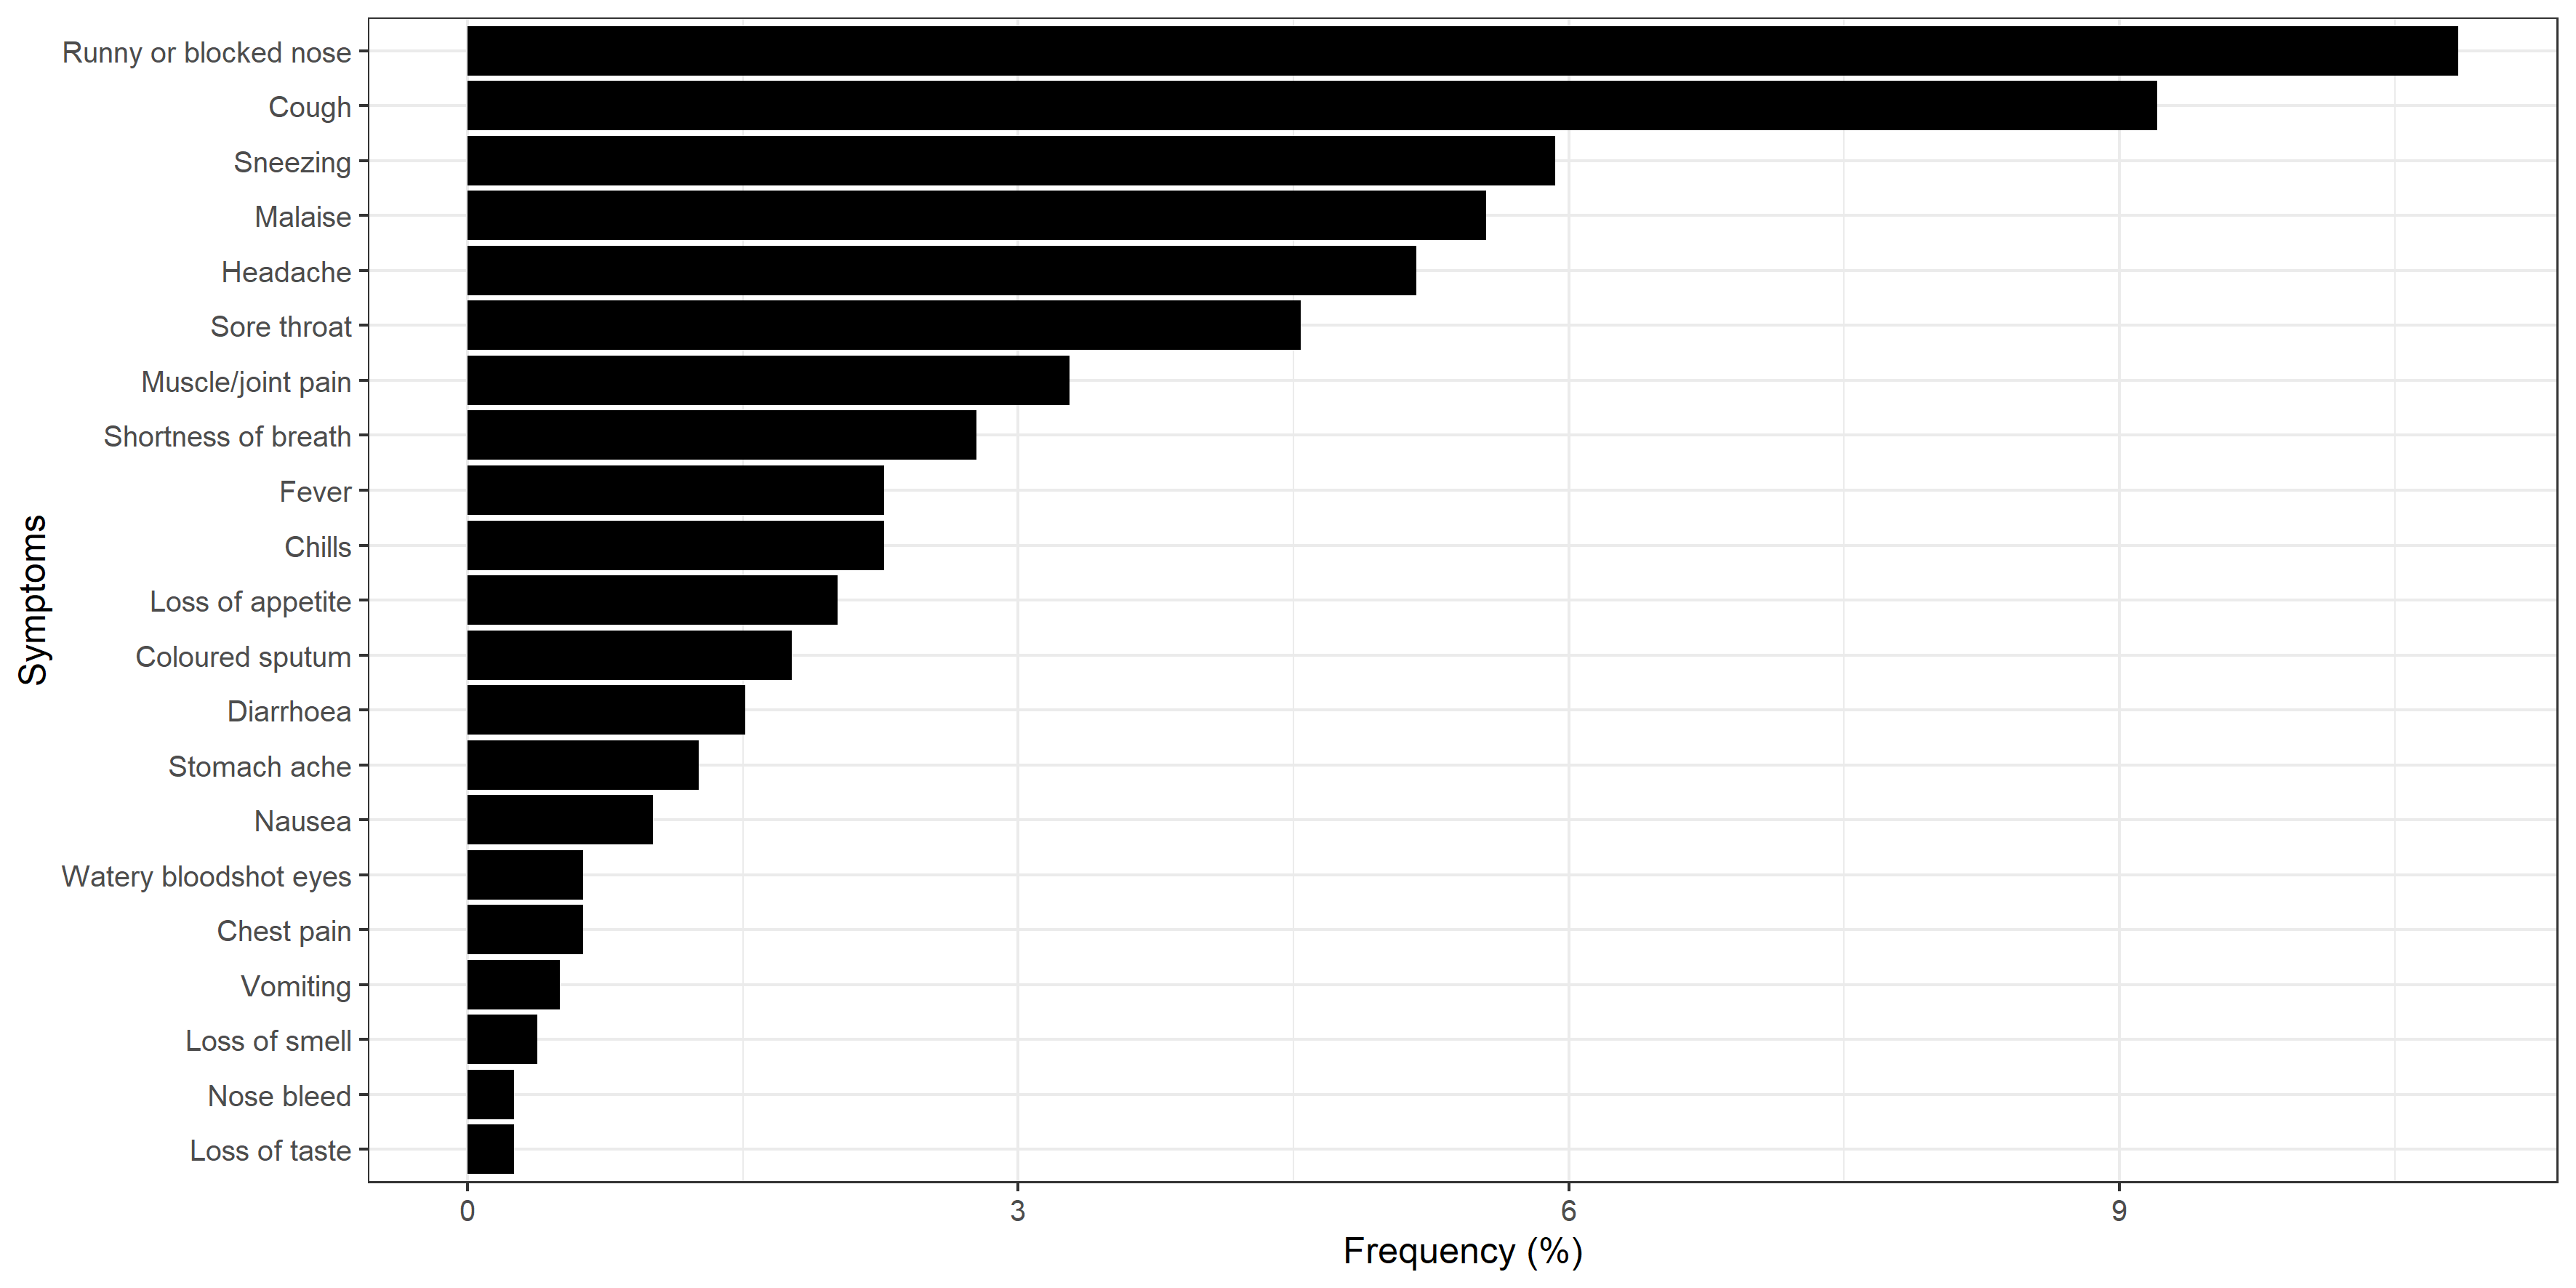 Runny or blocked nose
Cough
Sneezing
Malaise
Headache
Sore throat
Muscle/joint pain
Shortness of breath
Fever
Chills
Loss of appetite
Coloured sputum
Diarrhoea
Stomach ache
Nausea
Watery bloodshot eyes
Chest pain
Vomiting
Loss of smell
Nose bleed
Loss of taste
Symptoms
0 3 6 9
Frequency (%)